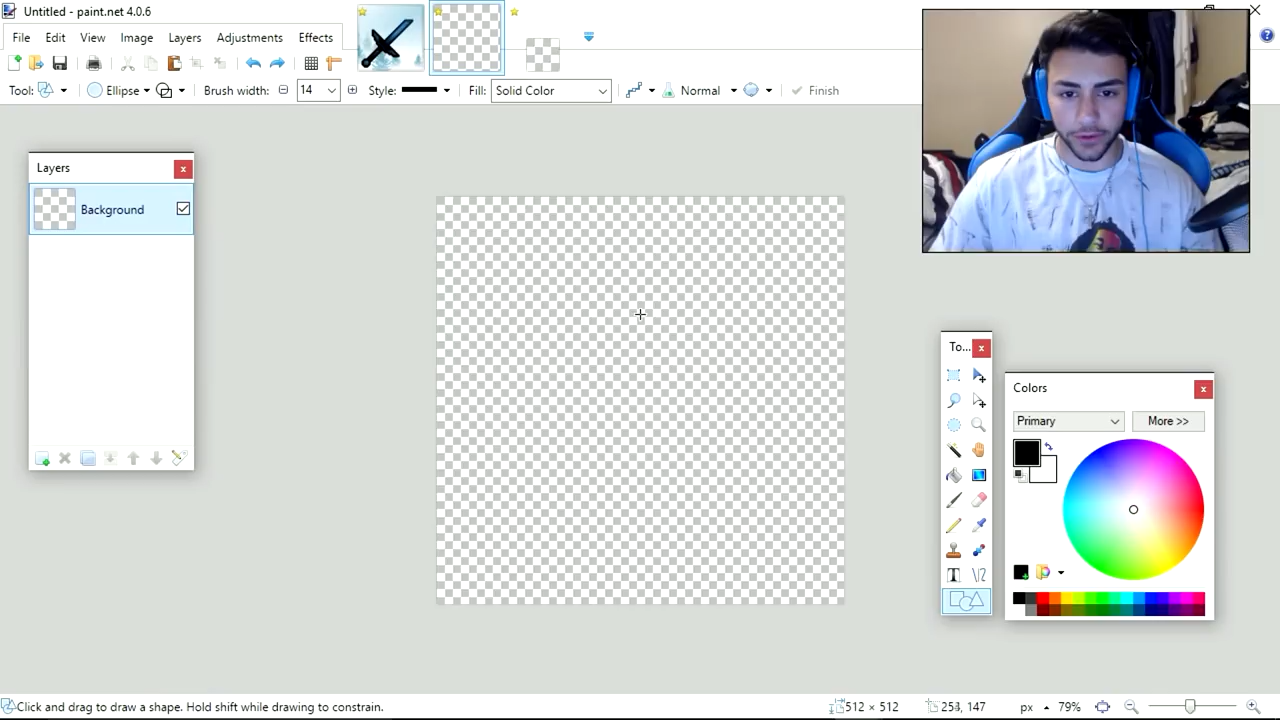 Untitled - paint.net 4.0.6
File Edit View Image Layers Adjustments Effects
Tool: Ellipse Brush width: 14 Style: Fill: Solid Color Normal Finish
Layers
Background
To...
Colors
Primary More >>
Click and drag to draw a shape. Hold shift while drawing to constrain.
512 × 512 254, 147 px 79%